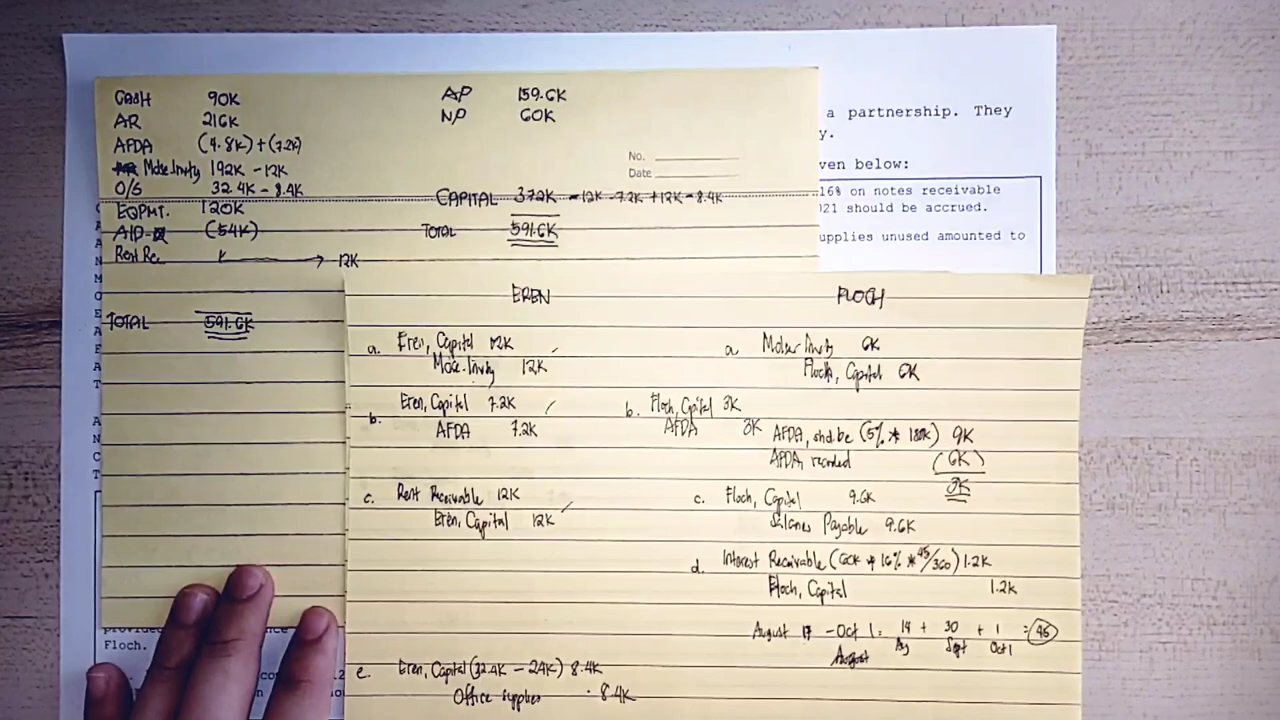 CASH 90K AP 159.6K
AR 216K NP 60K
AFDA (4.8K) + (7.2K)
Mdse. Invty 192K - 12K
No.
Date
O/S 32.4K - 8.4K
CAPITAL 372K - 12K - 7.2K + 12K - 8.4K
EQPMT. 120K
A/D- (54K) TOTAL 591.6K
Rent Rec. 12K
TOTAL 591.6K
a partnership. They
y.
ven below:
16% on notes receivable
21 should be accrued.
upplies unused amounted to
EREN FLOCH
a. Eren, Capital 12K a. Mdse Invty 6K
Mdse. Invty 12K Floch, Capital 6K
b. Eren, Capital 7.2K b. Floch, Capital 3K
AFDA 7.2K AFDA 3K AFDA, shd.be (5% * 180K) 9K
AFDA, recorded (6K)
3K
c. Rent Receivable 12K c. Floch, Capital 9.6K
Eren, Capital 12K Salaries Payable 9.6K
d. Interest Receivable (60K * 16% * 45/360) 1.2K
Floch, Capital 1.2K
August 17 - Oct 1: 14 + 30 + 1 = 45
August Ag Sept Oct 1
e. Eren, Capital (32.4K - 24K) 8.4K
Office supplies 8.4K
Floch.